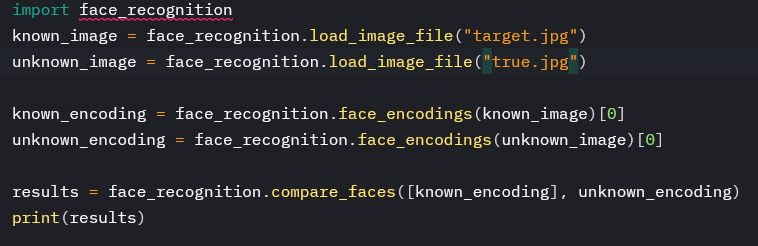 import face_recognition
known_image = face_recognition.load_image_file("target.jpg")
unknown_image = face_recognition.load_image_file("true.jpg")
known_encoding = face_recognition.face_encodings(known_image)[0]
unknown_encoding = face_recognition.face_encodings(unknown_image)[0]
results = face_recognition.compare_faces([known_encoding], unknown_encoding)
print(results)